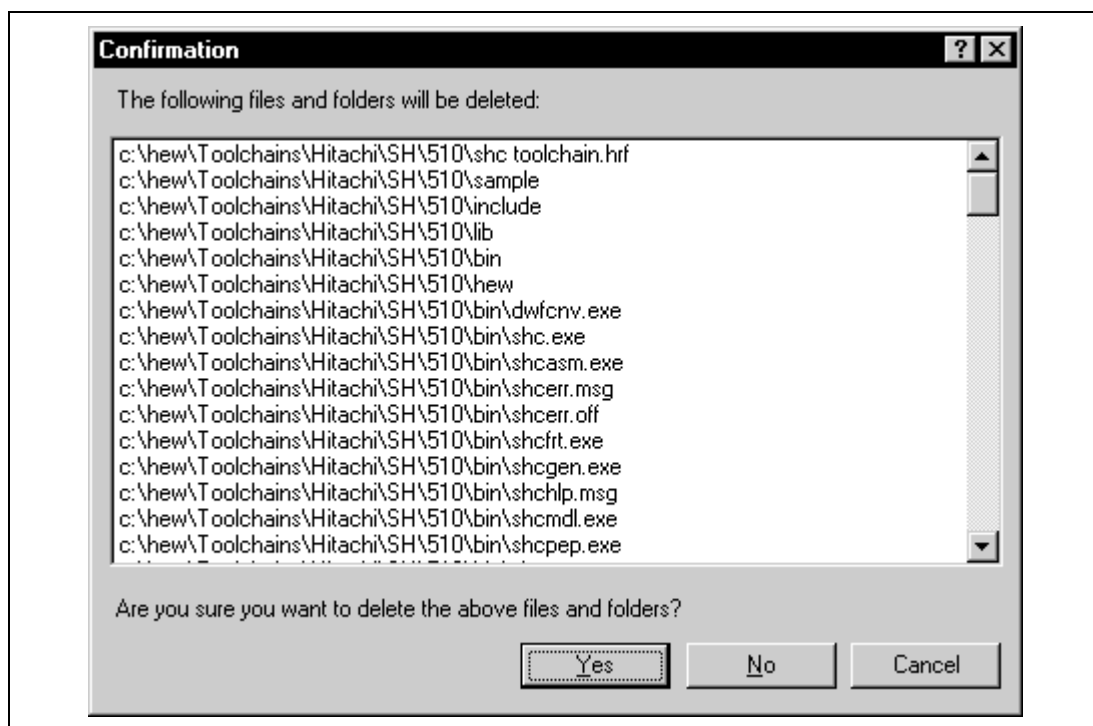 Confirmation
The following files and folders will be deleted:
c:\hew\Toolchains\Hitachi\SH\510\shc toolchain.hrf
c:\hew\Toolchains\Hitachi\SH\510\sample
c:\hew\Toolchains\Hitachi\SH\510\include
c:\hew\Toolchains\Hitachi\SH\510\lib
c:\hew\Toolchains\Hitachi\SH\510\bin
c:\hew\Toolchains\Hitachi\SH\510\hew
c:\hew\Toolchains\Hitachi\SH\510\bin\dwfcnv.exe
c:\hew\Toolchains\Hitachi\SH\510\bin\shc.exe
c:\hew\Toolchains\Hitachi\SH\510\bin\shcasm.exe
c:\hew\Toolchains\Hitachi\SH\510\bin\shcerr.msg
c:\hew\Toolchains\Hitachi\SH\510\bin\shcerr.off
c:\hew\Toolchains\Hitachi\SH\510\bin\shcfrt.exe
c:\hew\Toolchains\Hitachi\SH\510\bin\shcgen.exe
c:\hew\Toolchains\Hitachi\SH\510\bin\shchlp.msg
c:\hew\Toolchains\Hitachi\SH\510\bin\shcmdl.exe
c:\hew\Toolchains\Hitachi\SH\510\bin\shcpep.exe
Are you sure you want to delete the above files and folders?
Yes No Cancel